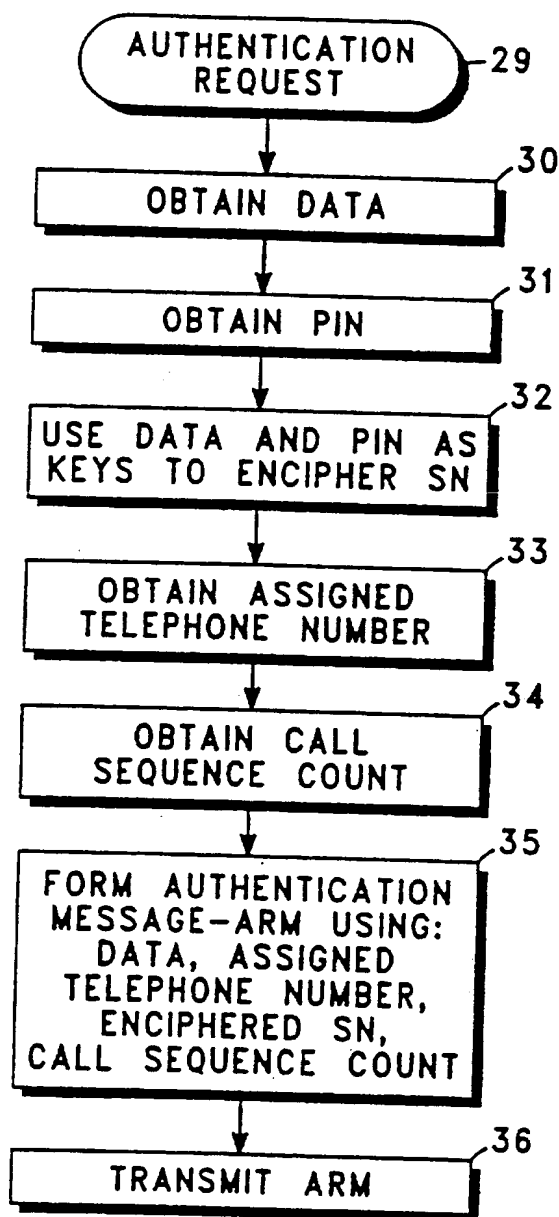 AUTHENTICATION
REQUEST
29
30
OBTAIN DATA
31
OBTAIN PIN
32
USE DATA AND PIN AS
KEYS TO ENCIPHER SN
33
OBTAIN ASSIGNED
TELEPHONE NUMBER
34
OBTAIN CALL
SEQUENCE COUNT
35
FORM AUTHENTICATION
MESSAGE-ARM USING:
DATA, ASSIGNED
TELEPHONE NUMBER,
ENCIPHERED SN,
CALL SEQUENCE COUNT
36
TRANSMIT ARM